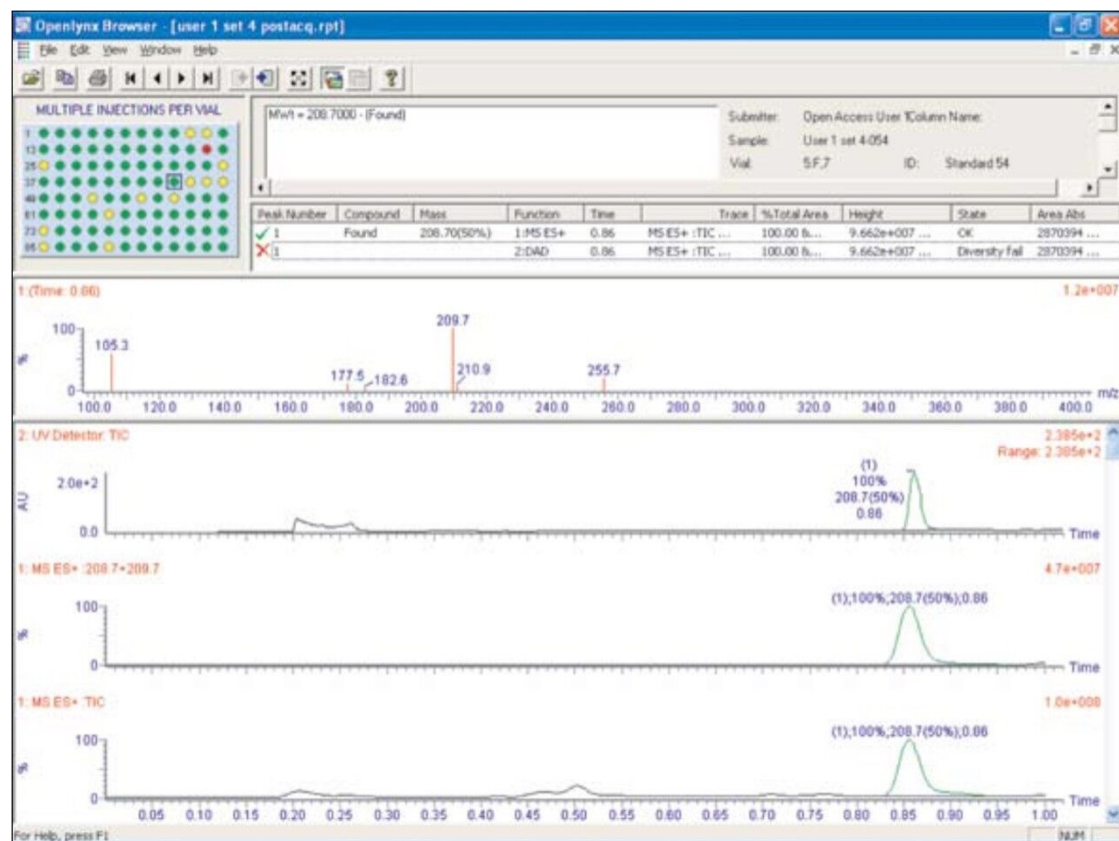 Openlynx Browser - [user 1 set 4 postacq.rpt]
File Edit View Window Help
MULTIPLE INJECTIONS PER VIAL
1
13
25
37
49
61
73
85
MWt = 208.7000 - (Found)
Submitter: Open Access User 1Column Name:
Sample: User 1 set 4-054
Vial: 5:F,7 ID: Standard 54
Peak Number Compound Mass Function Time Trace %Total Area Height State Area Abs
1 Found 208.70(50%) 1:MS ES+ 0.86 MS ES+ :TIC ... 100.00 &... 9.662e+007 ... OK 2870394 ...
1 2:DAD 0.86 MS ES+ :TIC ... 100.00 &... 9.662e+007 ... Diversity fail 2870394 ...
1:(Time: 0.86) 1.2e+007
209.7
100
105.3
%
177.5 182.6 210.9 255.7
0
100.0 120.0 140.0 160.0 180.0 200.0 220.0 240.0 260.0 280.0 300.0 320.0 340.0 360.0 380.0 400.0 m/z
2: UV Detector: TIC 2.385e+2
Range: 2.385e+2
(1)
100%
208.7(50%)
0.86
2.0e+2
AU
0.0
Time
1: MS ES+ :208.7+209.7 4.7e+007
(1);100%;208.7(50%);0.86
100
%
0
Time
1: MS ES+ :TIC 1.0e+008
(1);100%;208.7(50%);0.86
100
%
0
Time
0.05 0.10 0.15 0.20 0.25 0.30 0.35 0.40 0.45 0.50 0.55 0.60 0.65 0.70 0.75 0.80 0.85 0.90 0.95 1.00
For Help, press F1 NUM